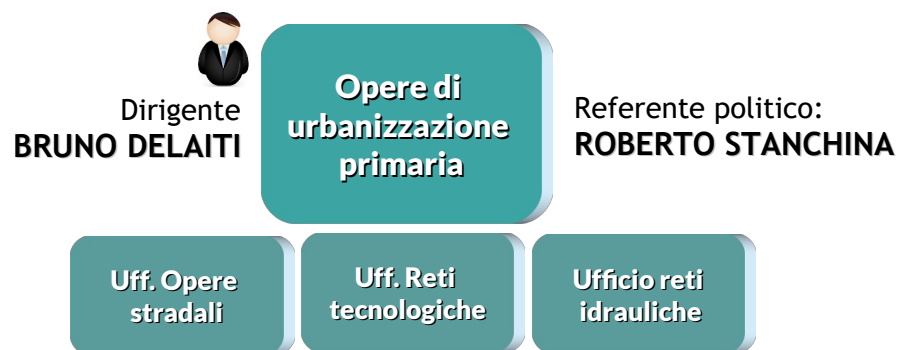 Dirigente
BRUNO DELAITI
Opere di
urbanizzazione
primaria
Referente politico:
ROBERTO STANCHINA
Uff. Opere
stradali
Uff. Reti
tecnologiche
Ufficio reti
idrauliche